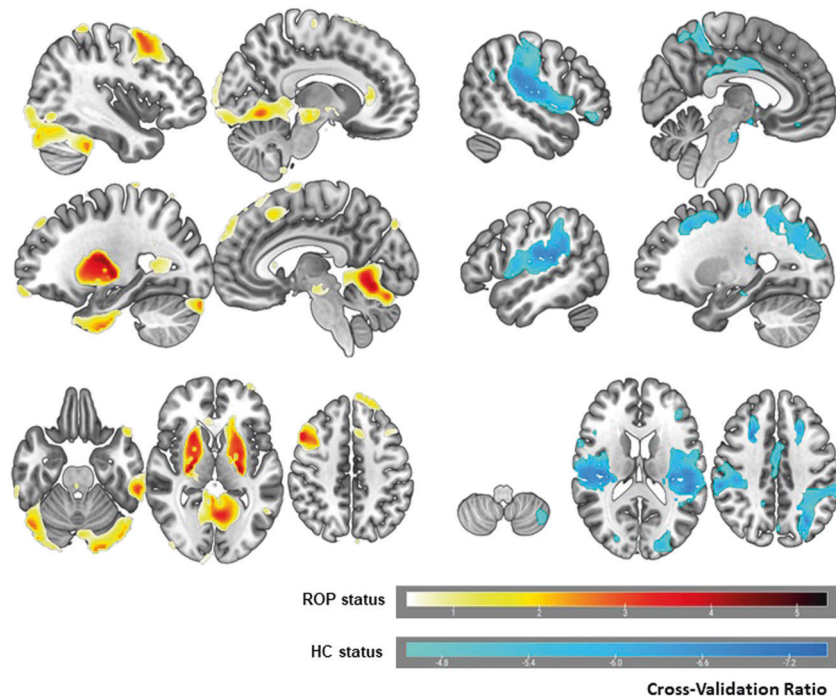 ROP status
1 2 3 4 5
HC status
-4.8 -5.4 -6.0 -6.6 -7.2
Cross-Validation Ratio